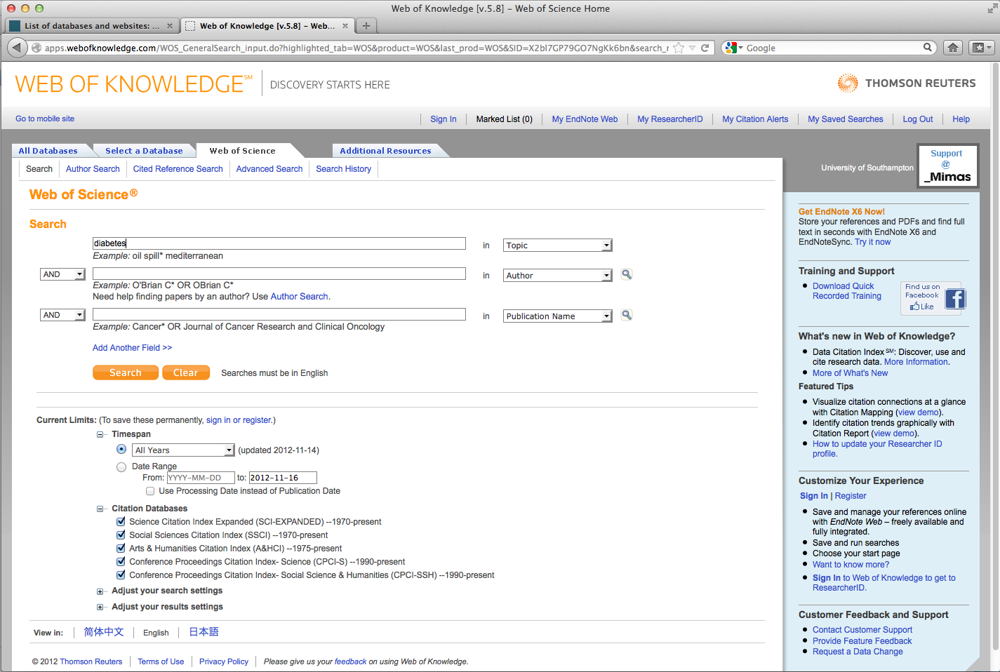 Web of Knowledge [v.5.8] – Web of Science Home
List of databases and websites: ...
Web of Knowledge [v.5.8] – Web...
apps.webofknowledge.com/WOS_GeneralSearch_input.do?highlighted_tab=WOS&product=WOS&last_prod=WOS&SID=X2bl7GP79GO7NgKk6bn&search_r
Google
WEB OF KNOWLEDGE℠ DISCOVERY STARTS HERE
THOMSON REUTERS
Go to mobile site
Sign In
Marked List (0)
My EndNote Web
My ResearcherID
My Citation Alerts
My Saved Searches
Log Out
Help
All Databases
Select a Database
Web of Science
Additional Resources
Search
Author Search
Cited Reference Search
Advanced Search
Search History
University of Southampton
Support
@
_Mimas
Web of Science®
Search
diabetes in Topic
Example: oil spill* mediterranean
AND in Author
Example: O'Brian C* OR OBrian C*
Need help finding papers by an author? Use Author Search.
AND in Publication Name
Example: Cancer* OR Journal of Cancer Research and Clinical Oncology
Add Another Field >>
Search Clear Searches must be in English
Current Limits: (To save these permanently, sign in or register.)
Timespan
All Years (updated 2012-11-14)
Date Range
From: YYYY-MM-DD to: 2012-11-16
Use Processing Date instead of Publication Date
Citation Databases
Science Citation Index Expanded (SCI-EXPANDED) --1970-present
Social Sciences Citation Index (SSCI) --1970-present
Arts & Humanities Citation Index (A&HCI) --1975-present
Conference Proceedings Citation Index- Science (CPCI-S) --1990-present
Conference Proceedings Citation Index- Social Science & Humanities (CPCI-SSH) --1990-present
Adjust your search settings
Adjust your results settings
View in: 简体中文 English 日本語
© 2012 Thomson Reuters Terms of Use Privacy Policy Please give us your feedback on using Web of Knowledge.
Get EndNote X6 Now!
Store your references and PDFs and find full
text in seconds with EndNote X6 and
EndNoteSync. Try it now
Training and Support
Download Quick
Recorded Training
Find us on
Facebook
Like
f
What's new in Web of Knowledge?
Data Citation Index℠: Discover, use and
cite research data. More Information.
More of What's New
Featured Tips
Visualize citation connections at a glance
with Citation Mapping (view demo).
Identify citation trends graphically with
Citation Report (view demo).
How to update your Researcher ID
profile.
Customize Your Experience
Sign In | Register
Save and manage your references online
with EndNote Web – freely available and
fully integrated.
Save and run searches
Choose your start page
Want to know more?
Sign In to Web of Knowledge to get to
ResearcherID.
Customer Feedback and Support
Contact Customer Support
Provide Feature Feedback
Request a Data Change